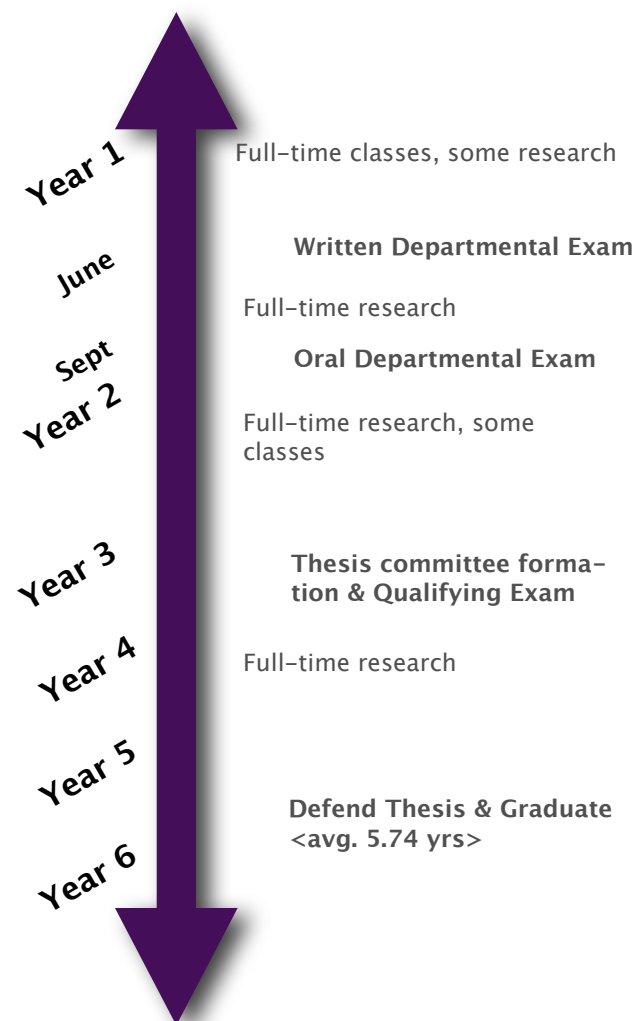 Year 1
Full-time classes, some research
June
Written Departmental Exam
Full-time research
Sept
Oral Departmental Exam
Year 2
Full-time research, some
classes
Year 3
Thesis committee forma-
tion & Qualifying Exam
Year 4
Full-time research
Year 5
Defend Thesis & Graduate
<avg. 5.74 yrs>
Year 6